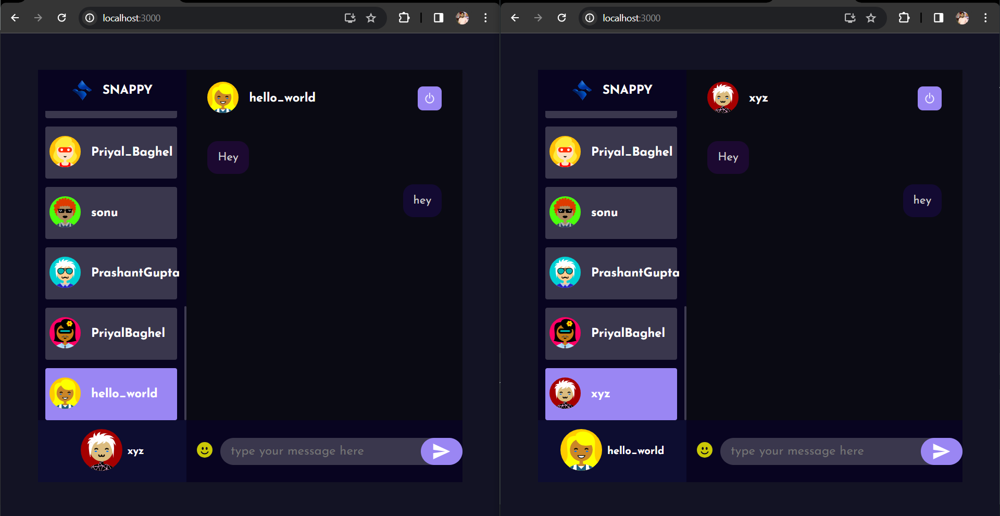 localhost:3000
SNAPPY
hello_world
Priyal_Baghel
sonu
PrashantGupta
PriyalBaghel
hello_world
xyz
Hey
hey
type your message here
localhost:3000
SNAPPY
xyz
Priyal_Baghel
sonu
PrashantGupta
PriyalBaghel
xyz
hello_world
Hey
hey
type your message here